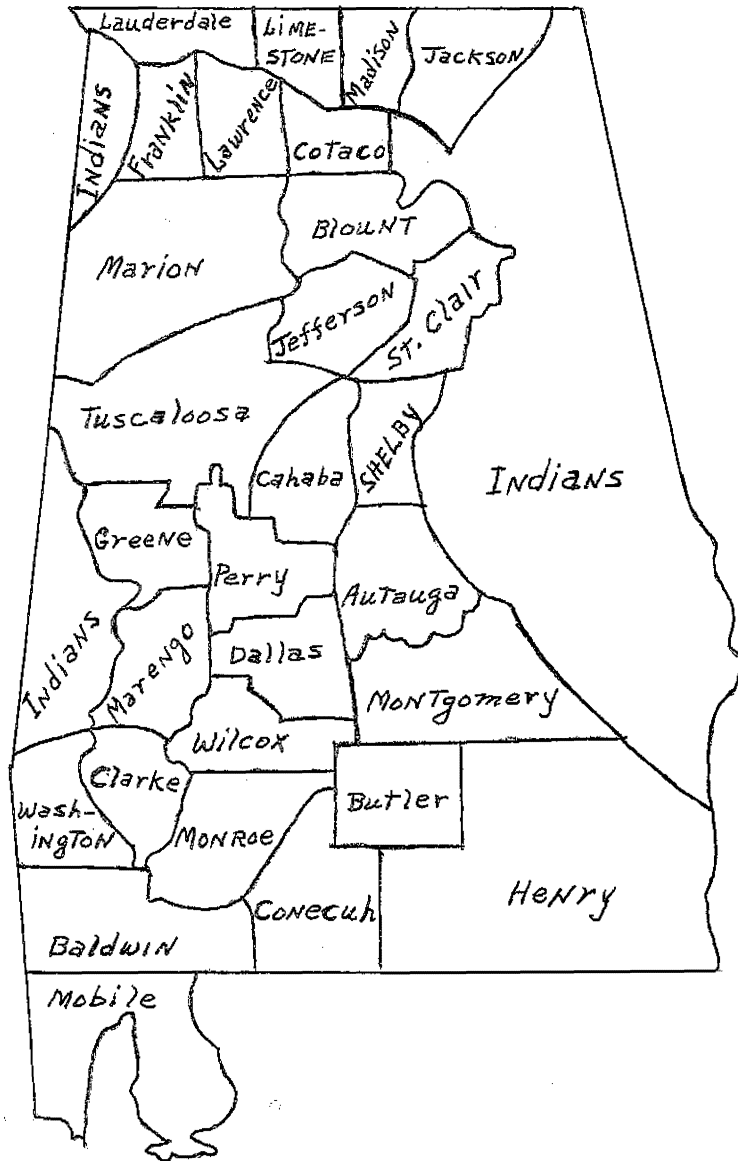 Lauderdale
LIME-
STONE
Madison
JACKSON
Indians
FRANKLIN
Lawrence
CoTaco
Marion
BlouNT
Jefferson
ST. Clair
Tuscaloosa
Cahaba
SHELBY
INdiANS
Greene
Perry
AuTauga
Indians
Marengo
Dallas
MoNTgomery
Wilcox
Clarke
Wash-
iNgTON
MONRoe
BuTler
CoNecuh
HeNry
BaldwiN
Mobile